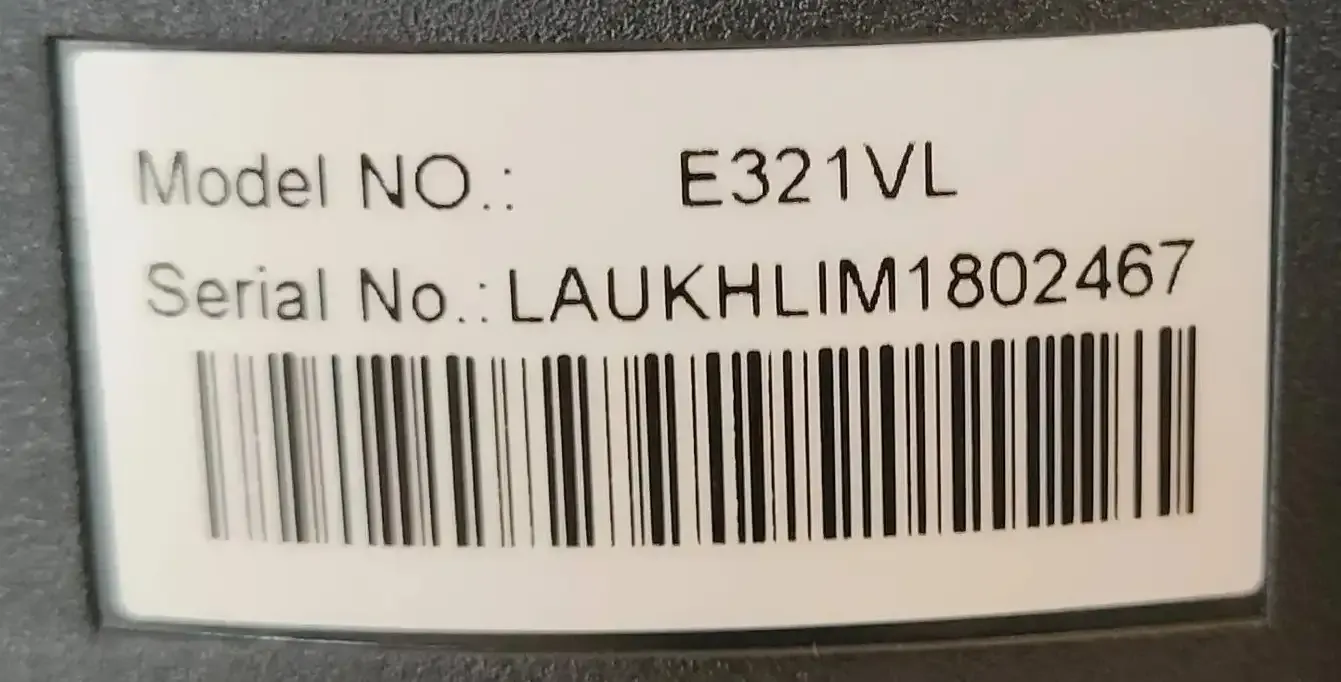 Model NO.: E321VL
Serial No.: LAUKHLIM1802467